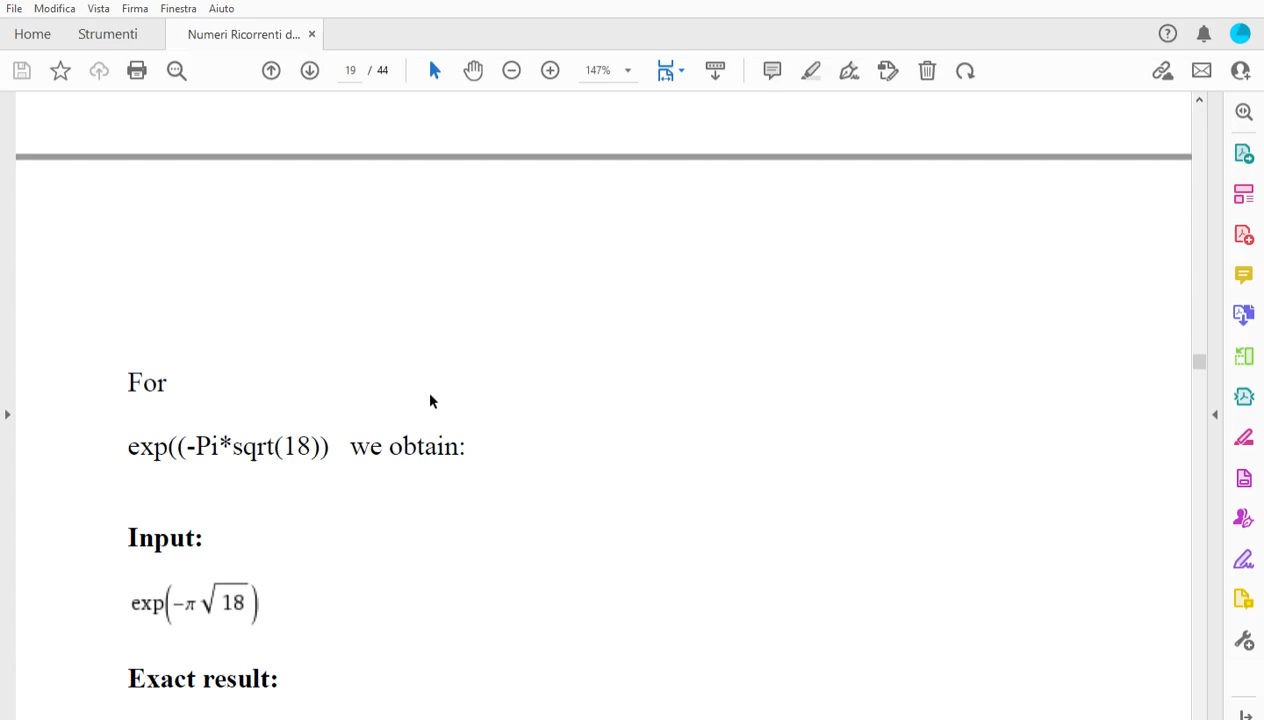 File Modifica Vista Firma Finestra Aiuto
Home Strumenti Numeri Ricorrenti d... ×
19 / 44 147%
For
exp((-Pi*sqrt(18)) we obtain:
Input:
exp(−π√18)
Exact result: